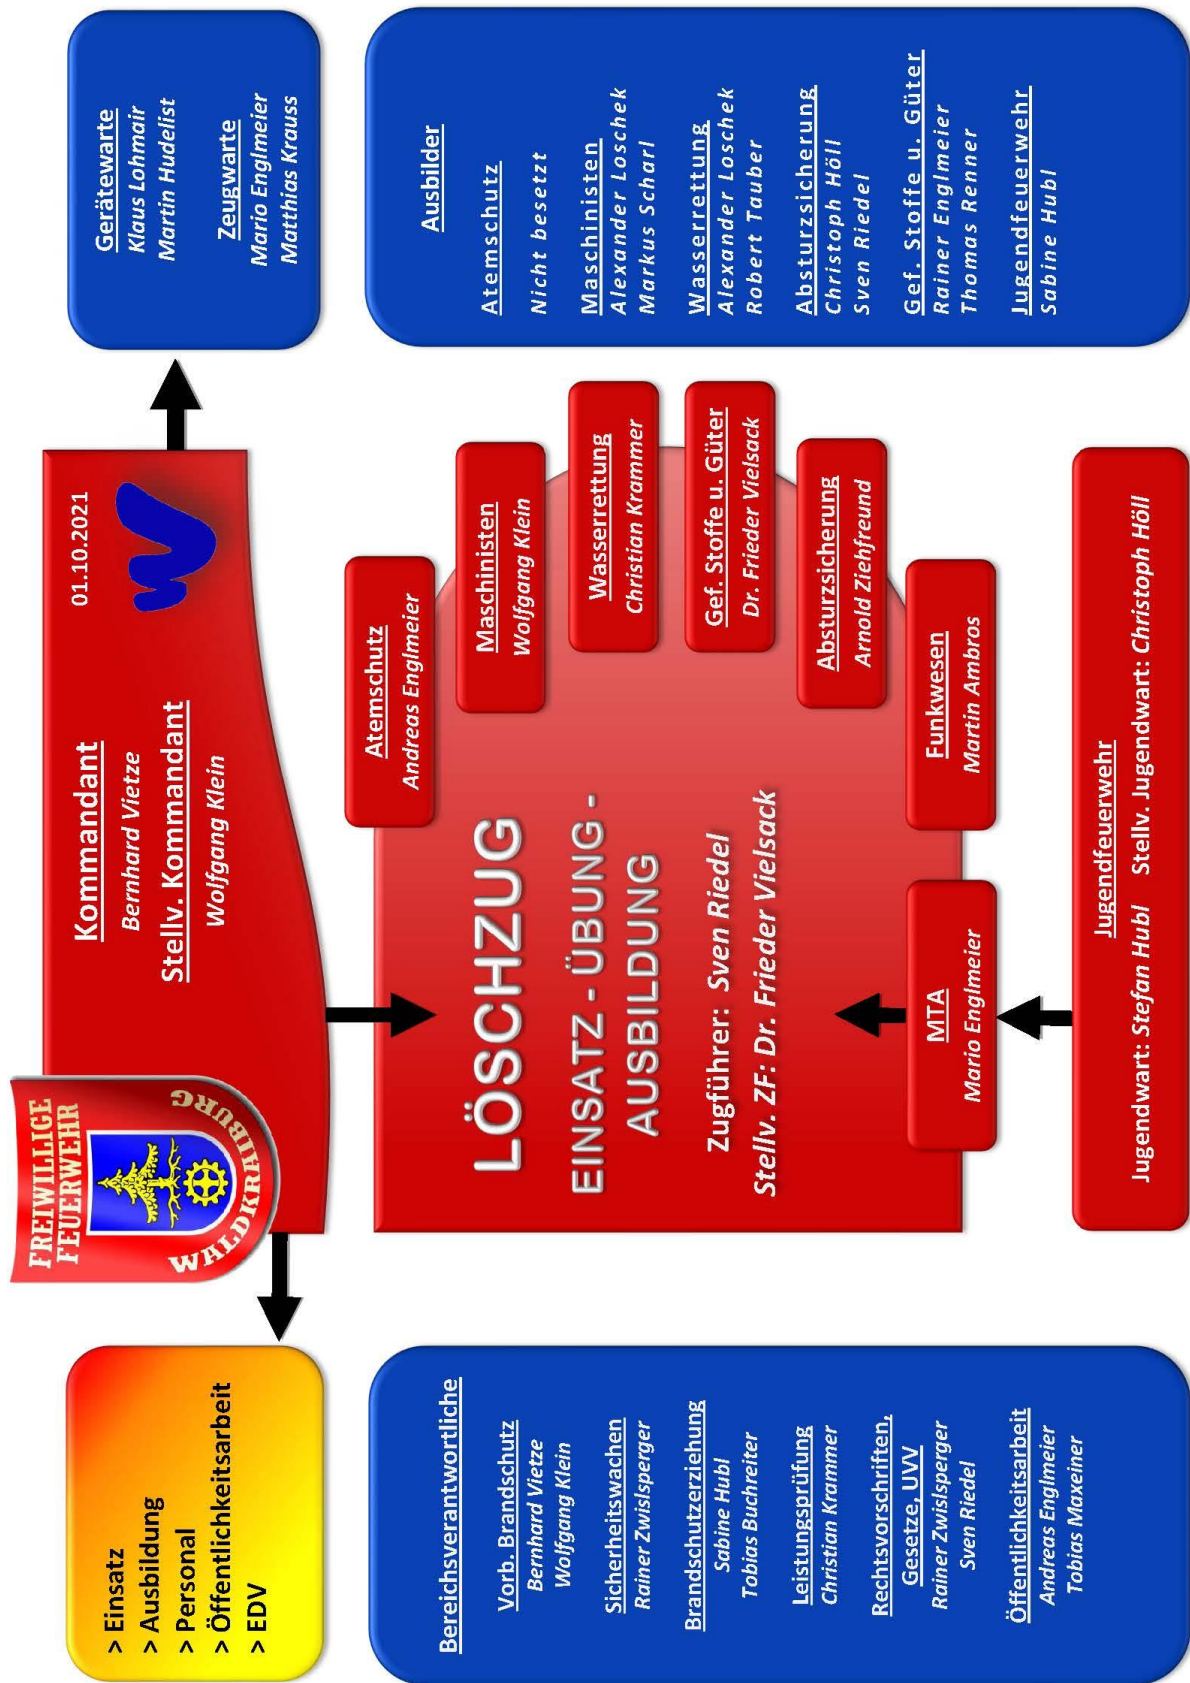 FREIWILLIGE
FEUERWEHR
WALDKRAIBURG
01.10.2021
Kommandant
Bernhard Vietze
Stellv. Kommandant
Wolfgang Klein
> Einsatz
> Ausbildung
> Personal
> Öffentlichkeitsarbeit
> EDV
Gerätewarte
Klaus Lohmair
Martin Hudelist
Zeugwarte
Mario Englmeier
Matthias Krauss
Bereichsverantwortliche
Vorb. Brandschutz
Bernhard Vietze
Wolfgang Klein
Sicherheitswachen
Rainer Zwislsperger
Brandschutzerziehung
Sabine Hubl
Tobias Buchreiter
Leistungsprüfung
Christian Krammer
Rechtsvorschriften,
Gesetze, UVV
Rainer Zwislsperger
Sven Riedel
Öffentlichkeitsarbeit
Andreas Englmeier
Tobias Maxeiner
LÖSCHZUG
EINSATZ - ÜBUNG -
AUSBILDUNG
Zugführer: Sven Riedel
Stellv. ZF: Dr. Frieder Vielsack
Atemschutz
Andreas Englmeier
Maschinisten
Wolfgang Klein
Wasserrettung
Christian Krammer
Gef. Stoffe u. Güter
Dr. Frieder Vielsack
Absturzsicherung
Arnold Ziehfreund
Funkwesen
Martin Ambros
MTA
Mario Englmeier
Jugendfeuerwehr
Jugendwart: Stefan Hubl Stellv. Jugendwart: Christoph Höll
Ausbilder
Atemschutz
Nicht besetzt
Maschinisten
Alexander Loschek
Markus Scharl
Wasserrettung
Alexander Loschek
Robert Tauber
Absturzsicherung
Christoph Höll
Sven Riedel
Gef. Stoffe u. Güter
Rainer Englmeier
Thomas Renner
Jugendfeuerwehr
Sabine Hubl